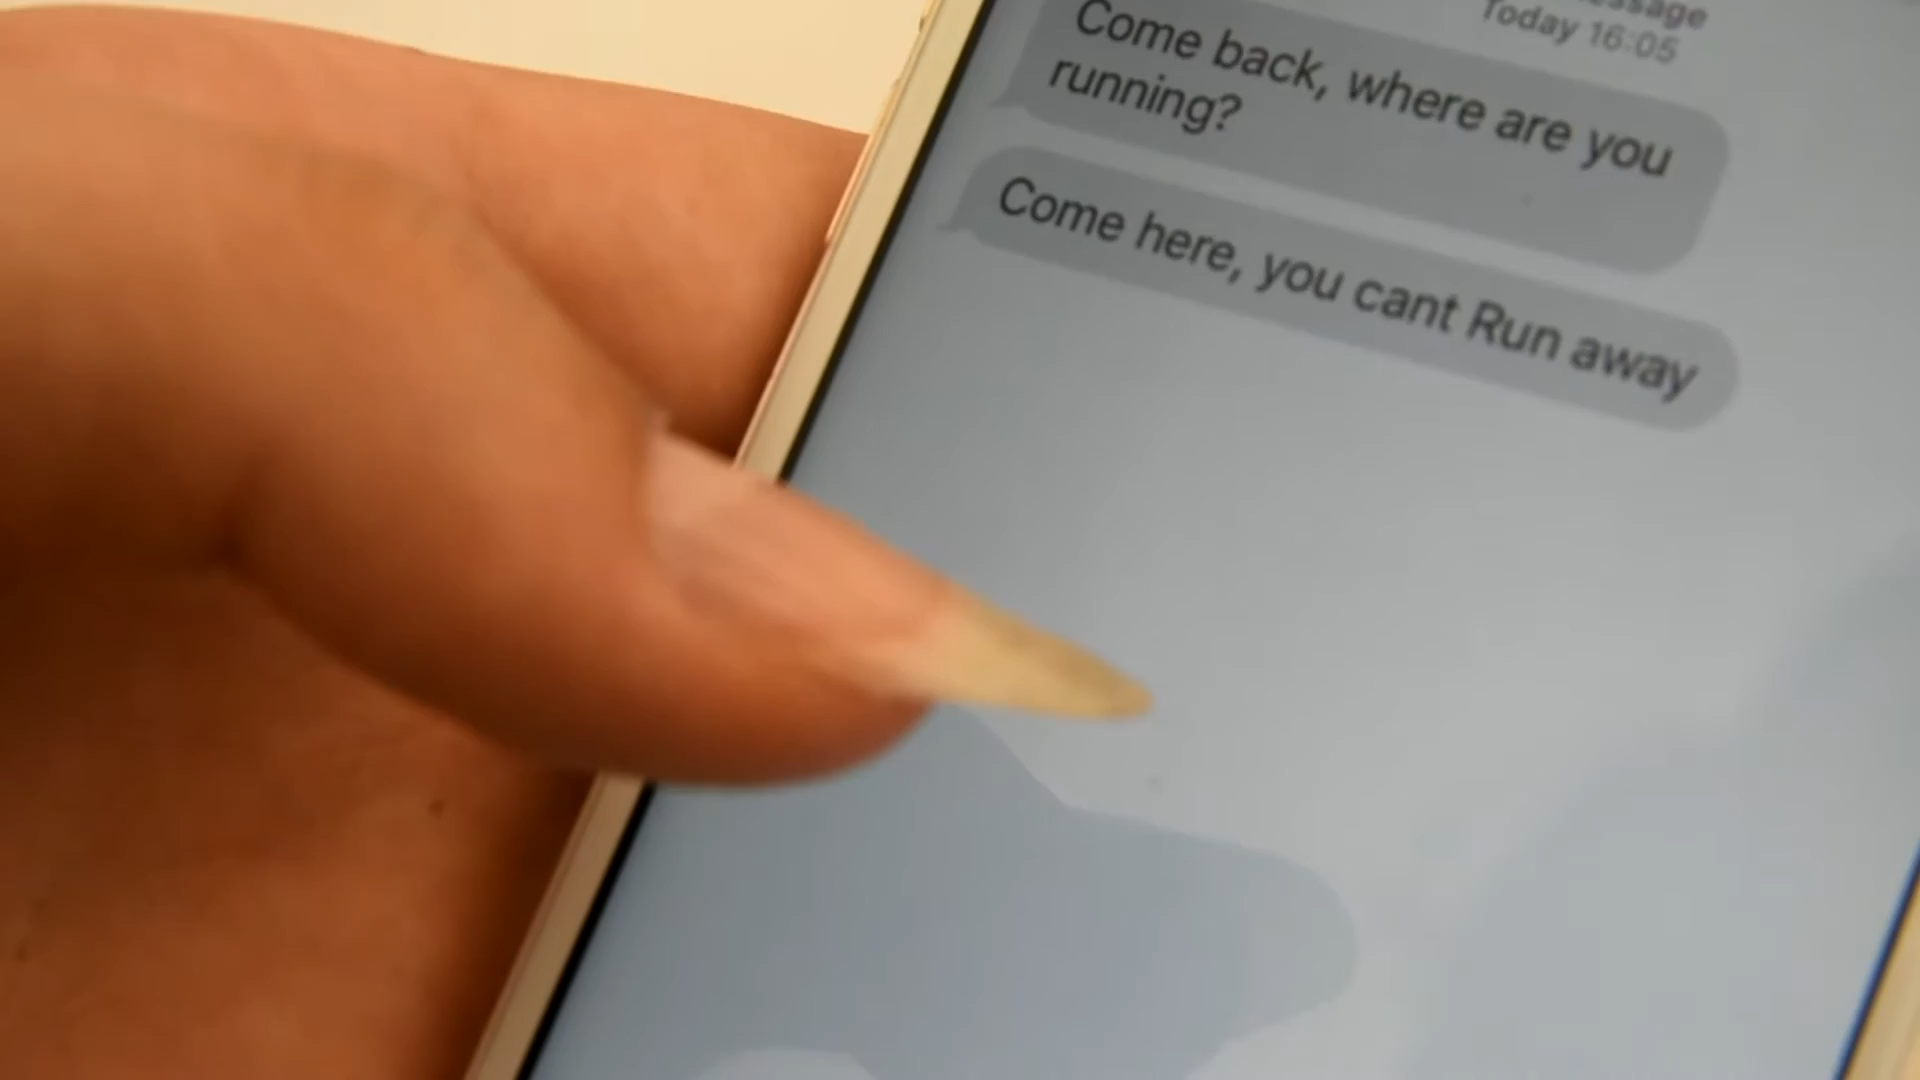 Today 16:05
Come back, where are you
running?
Come here, you cant Run away